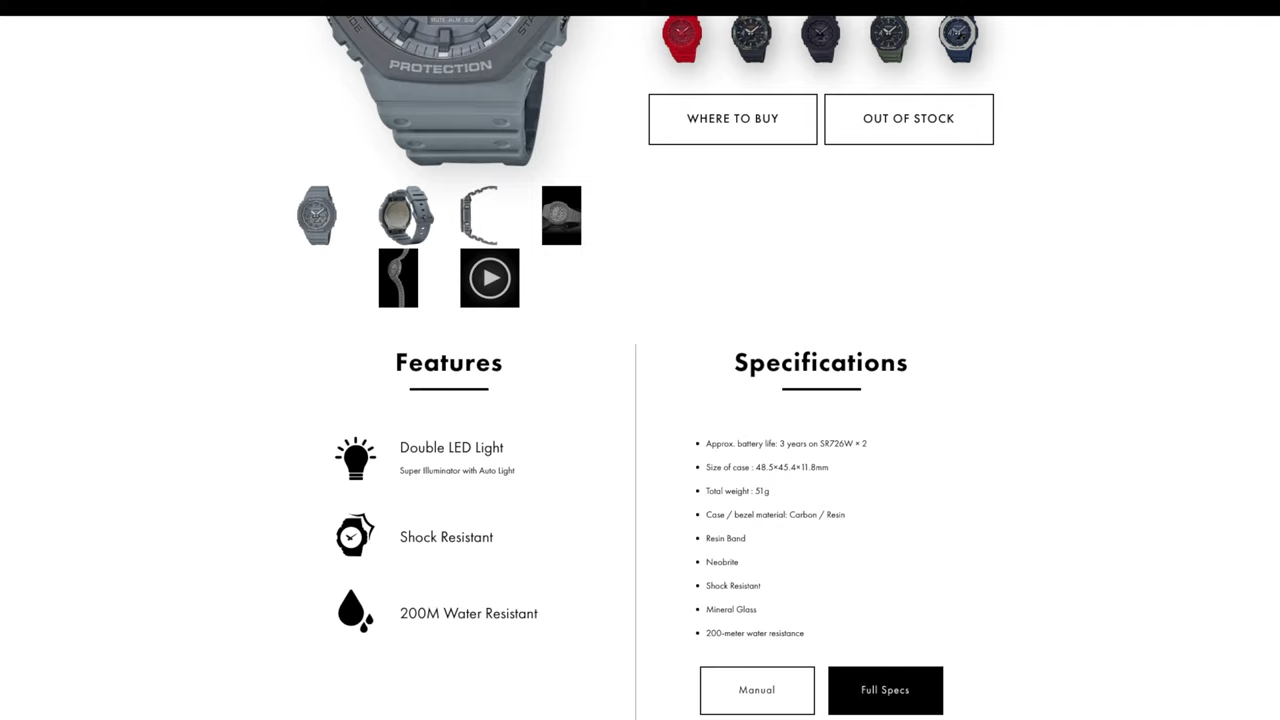 MUTE ALM SIG
PROTECTION
WHERE TO BUY
OUT OF STOCK
Features
Double LED Light
Super Illuminator with Auto Light
Shock Resistant
200M Water Resistant
Specifications
Approx. battery life: 3 years on SR726W × 2
Size of case : 48.5×45.4×11.8mm
Total weight : 51g
Case / bezel material: Carbon / Resin
Resin Band
Neobrite
Shock Resistant
Mineral Glass
200-meter water resistance
Manual
Full Specs